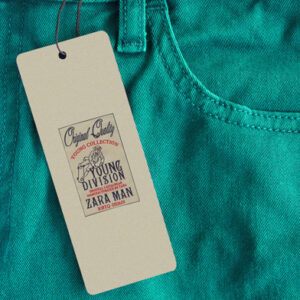 Original Quality
YOUNG COLLECTION
YOUNG
DIVISION
ZARA MAN